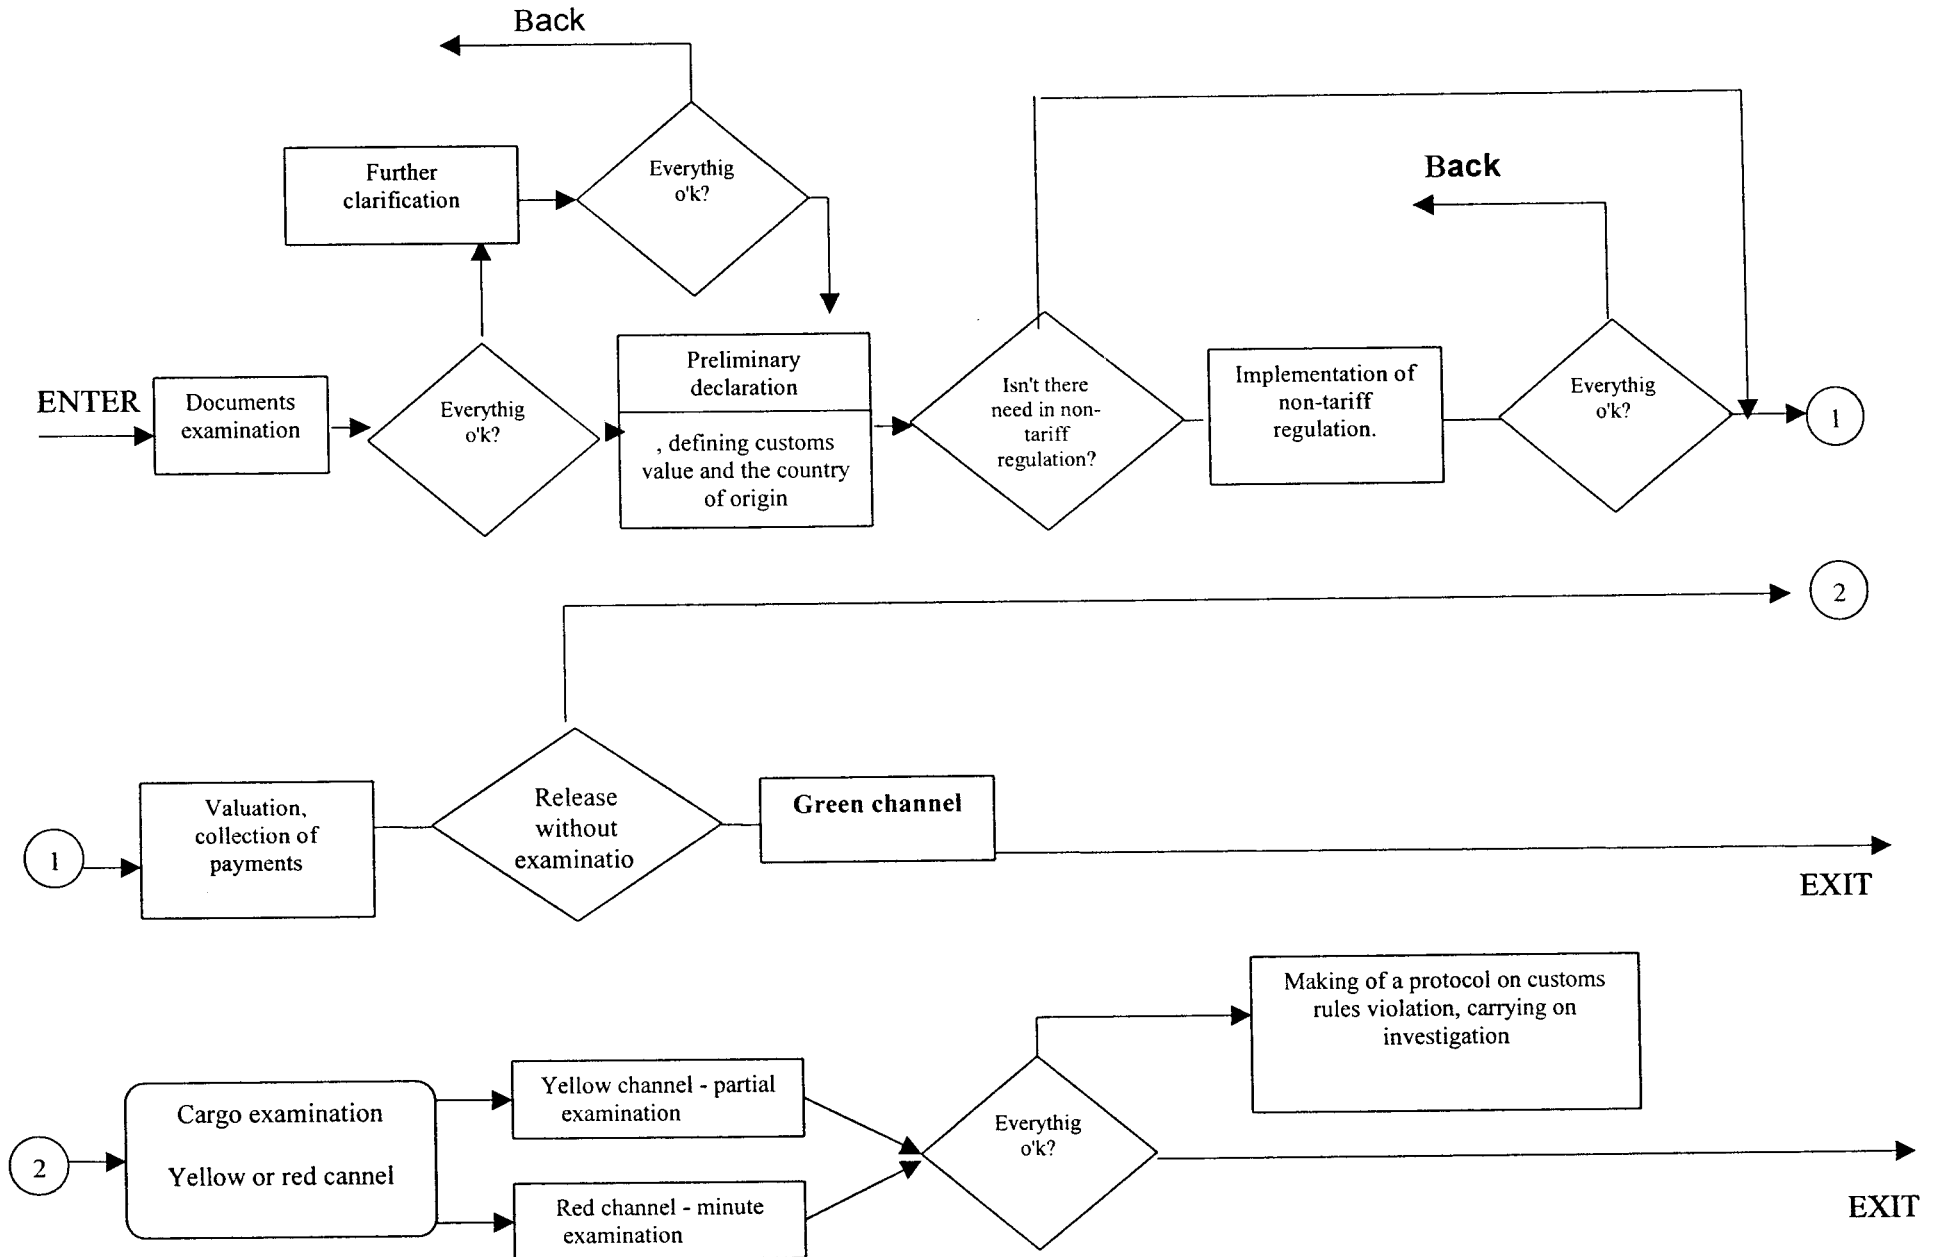 Back
Further
clarification
Everythig
o'k?
Back
ENTER
Documents
examination
Everythig
o'k?
Preliminary
declaration
, defining customs
value and the country
of origin
Isn't there
need in non-
tariff
regulation?
Implementation of
non-tariff
regulation.
Everythig
o'k?
1
2
1
Valuation,
collection of
payments
Release
without
examinatio
Green channel
EXIT
2
Cargo examination
Yellow or red cannel
Yellow channel - partial
examination
Red channel - minute
examination
Everythig
o'k?
Making of a protocol on customs
rules violation, carrying on
investigation
EXIT